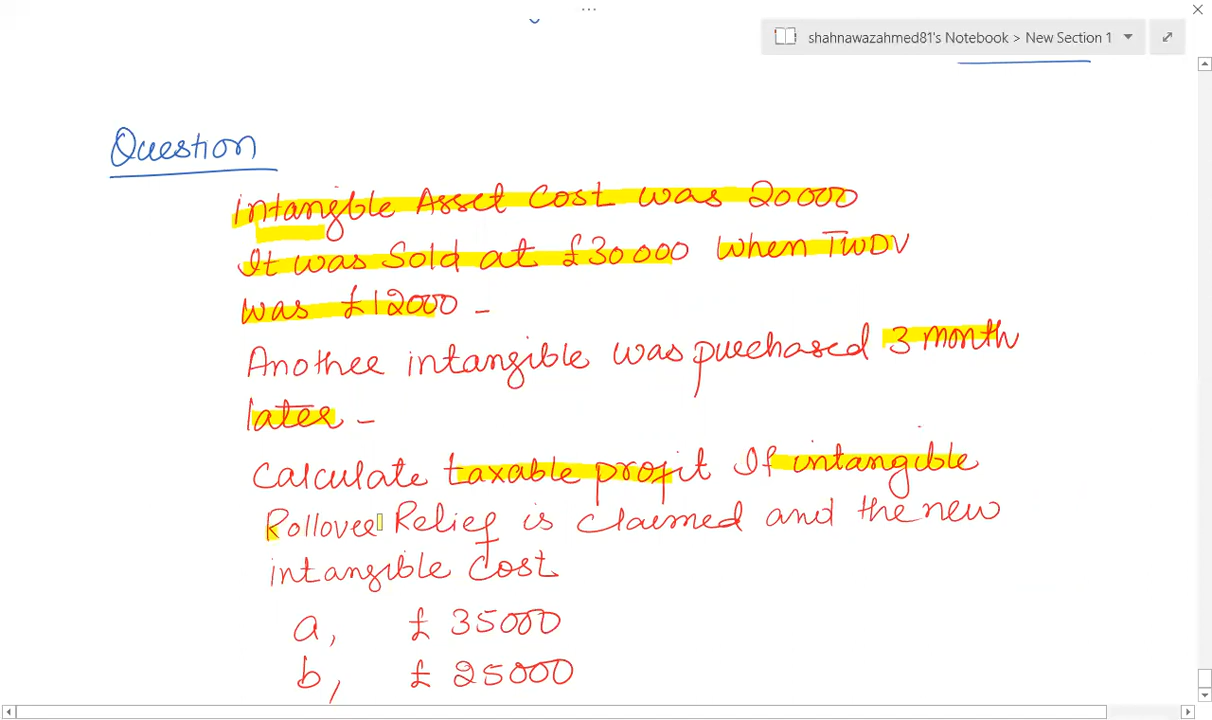 shahnawazahmed81's Notebook > New Section 1
Question
intangible Asset Cost was 20000
It was Sold at £30000 when TWDV
was £12000 -
Another intangible was purchased 3 month
later -
Calculate taxable profit If intangible
Rollover Relief is claimed and the new
intangible Cost
a, £ 35000
b, £ 25000